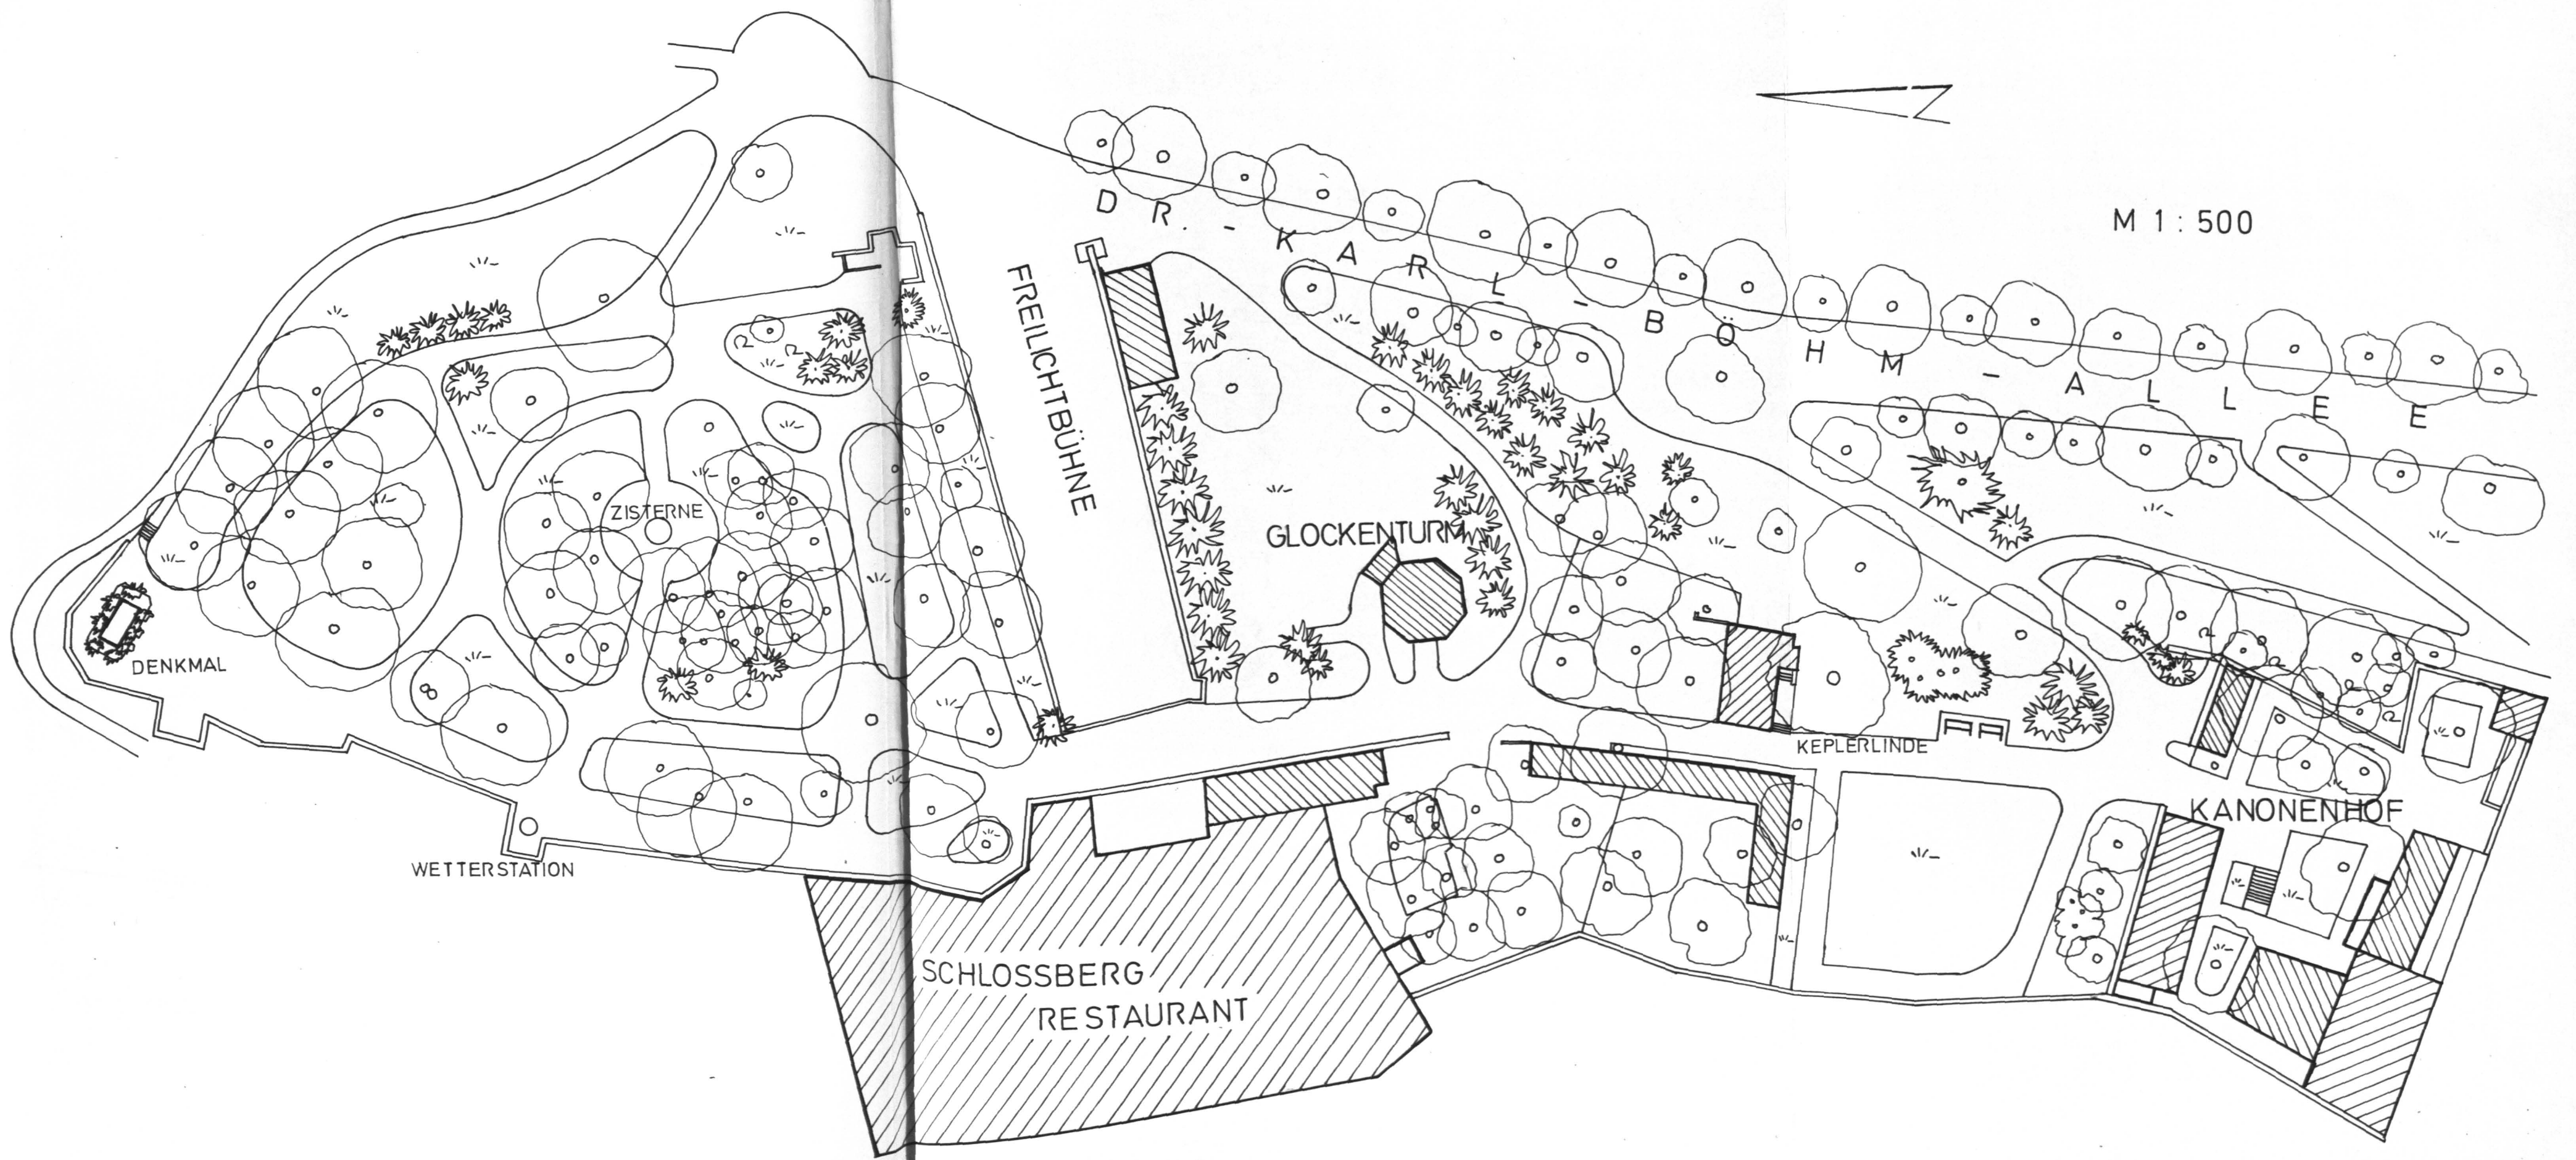 DR.-KARL-BÖHM-ALLEE
M 1:500
FREILICHTBÜHNE
ZISTERNE
GLOCKENTURM
DENKMAL
KEPLERLINDE
KANONENHOF
WETTERSTATION
SCHLOSSBERG
RESTAURANT